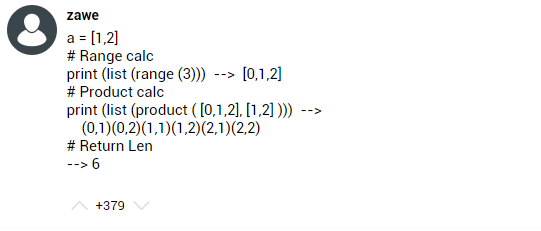 zawe
a = [1,2]
# Range calc
print (list (range (3))) --> [0,1,2]
# Product calc
print (list (product ( [0,1,2], [1,2] ))) -->
(0,1)(0,2)(1,1)(1,2)(2,1)(2,2)
# Return Len
--> 6
+379